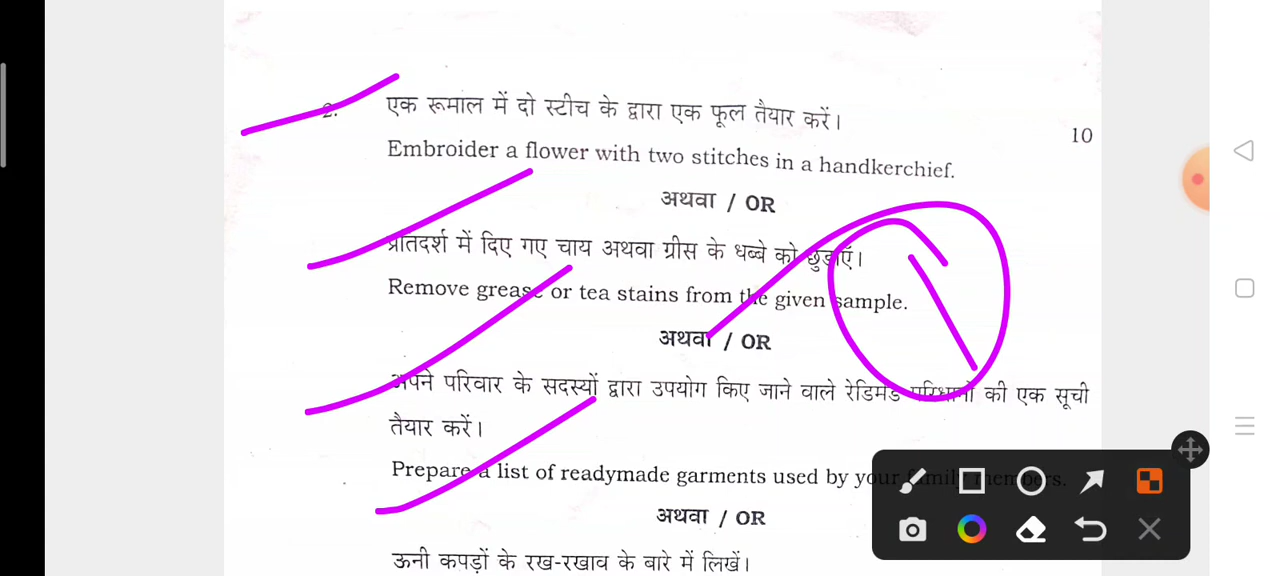 2. एक रूमाल में दो स्टीच के द्वारा एक फूल तैयार करें। 10
Embroider a flower with two stitches in a handkerchief.
अथवा / OR
प्रतिदर्श में दिए गए चाय अथवा ग्रीस के धब्बे को छुड़ाएँ।
Remove grease or tea stains from the given sample.
अथवा / OR
अपने परिवार के सदस्यों द्वारा उपयोग किए जाने वाले रेडिमेड परिधानों की एक सूची
तैयार करें।
Prepare a list of readymade garments used by your family members.
अथवा / OR
ऊनी कपड़ों के रख-रखाव के बारे में लिखें।